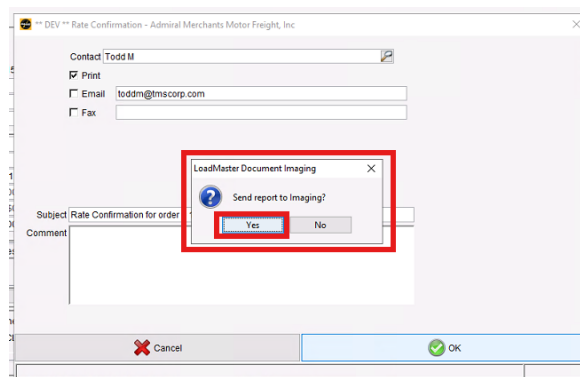 ** DEV ** Rate Confirmation - Admiral Merchants Motor Freight, Inc
Contact Todd M
Print
Email toddm@tmscorp.com
Fax
LoadMaster Document Imaging
Send report to Imaging?
Yes No
Subject Rate Confirmation for order
Comment
Cancel OK